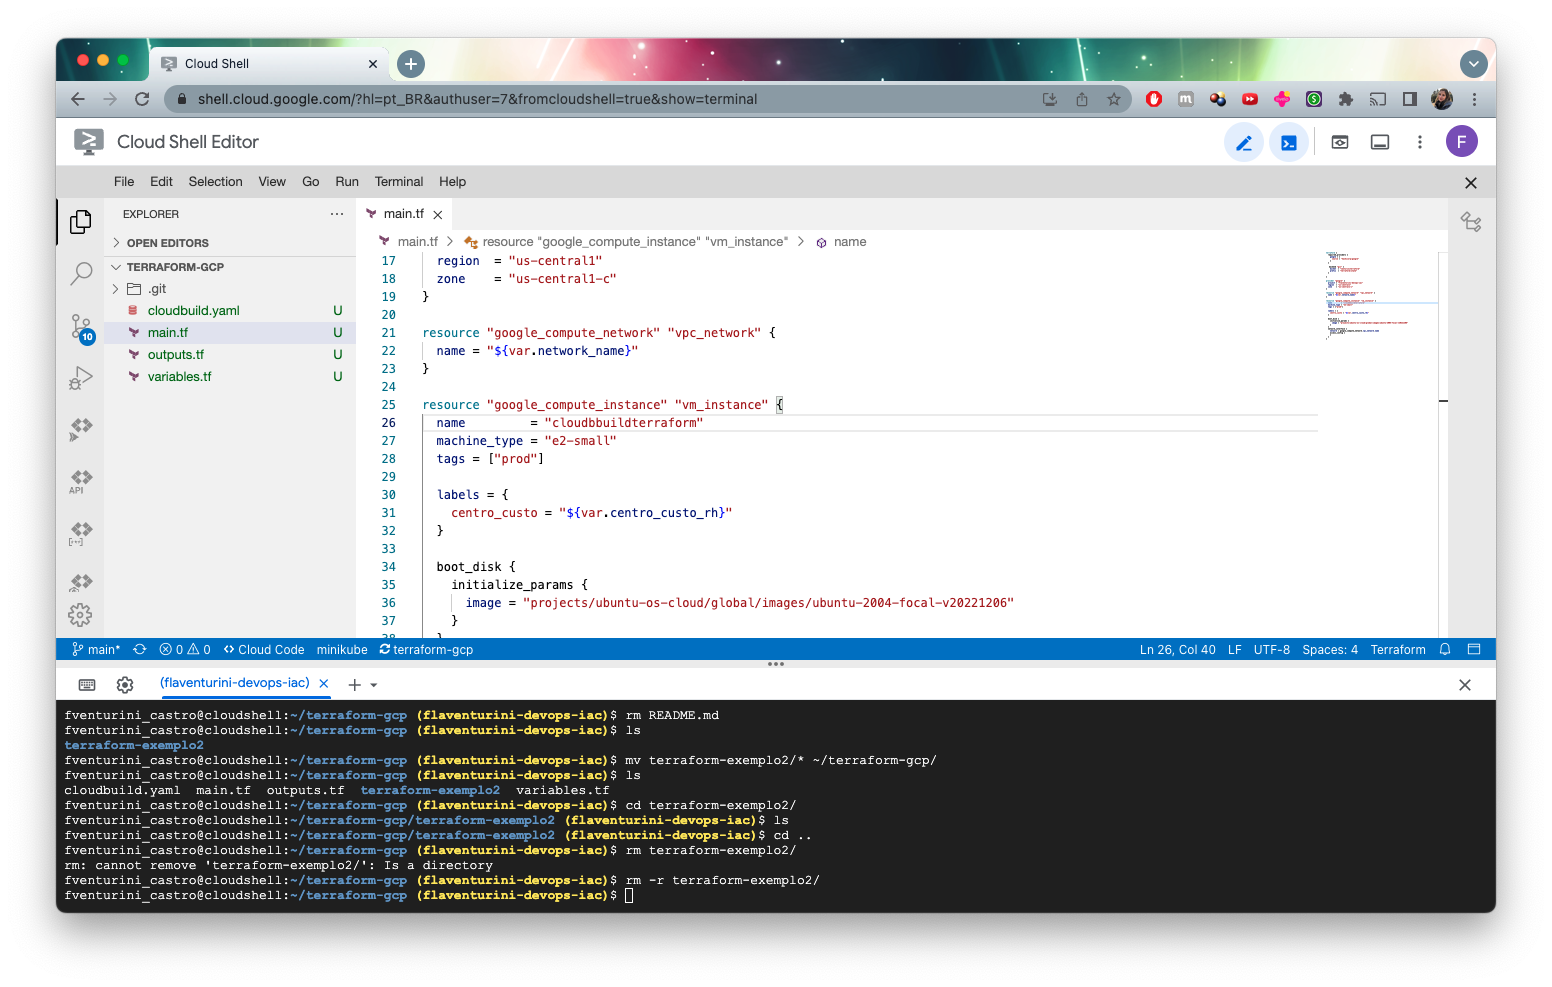 Cloud Shell
shell.cloud.google.com/?hl=pt_BR&authuser=7&fromcloudshell=true&show=terminal
Cloud Shell Editor
F
File Edit Selection View Go Run Terminal Help
EXPLORER
OPEN EDITORS
TERRAFORM-GCP
.git
cloudbuild.yaml U
main.tf U
outputs.tf U
variables.tf U
10
API
main.tf
main.tf > resource "google_compute_instance" "vm_instance" > name
17 region = "us-central1"
18 zone = "us-central1-c"
19 }
20
21 resource "google_compute_network" "vpc_network" {
22 name = "${var.network_name}"
23 }
24
25 resource "google_compute_instance" "vm_instance" {
26 name = "cloudbbuildterraform"
27 machine_type = "e2-small"
28 tags = ["prod"]
29
30 labels = {
31 centro_custo = "${var.centro_custo_rh}"
32 }
33
34 boot_disk {
35 initialize_params {
36 image = "projects/ubuntu-os-cloud/global/images/ubuntu-2004-focal-v20221206"
37 }
38 }
main* 0 0 Cloud Code minikube terraform-gcp Ln 26, Col 40 LF UTF-8 Spaces: 4 Terraform
(flaventurini-devops-iac)
fventurini_castro@cloudshell:~/terraform-gcp (flaventurini-devops-iac)$ rm README.md
fventurini_castro@cloudshell:~/terraform-gcp (flaventurini-devops-iac)$ ls
terraform-exemplo2
fventurini_castro@cloudshell:~/terraform-gcp (flaventurini-devops-iac)$ mv terraform-exemplo2/* ~/terraform-gcp/
fventurini_castro@cloudshell:~/terraform-gcp (flaventurini-devops-iac)$ ls
cloudbuild.yaml main.tf outputs.tf terraform-exemplo2 variables.tf
fventurini_castro@cloudshell:~/terraform-gcp (flaventurini-devops-iac)$ cd terraform-exemplo2/
fventurini_castro@cloudshell:~/terraform-gcp/terraform-exemplo2 (flaventurini-devops-iac)$ ls
fventurini_castro@cloudshell:~/terraform-gcp/terraform-exemplo2 (flaventurini-devops-iac)$ cd ..
fventurini_castro@cloudshell:~/terraform-gcp (flaventurini-devops-iac)$ rm terraform-exemplo2/
rm: cannot remove 'terraform-exemplo2/': Is a directory
fventurini_castro@cloudshell:~/terraform-gcp (flaventurini-devops-iac)$ rm -r terraform-exemplo2/
fventurini_castro@cloudshell:~/terraform-gcp (flaventurini-devops-iac)$